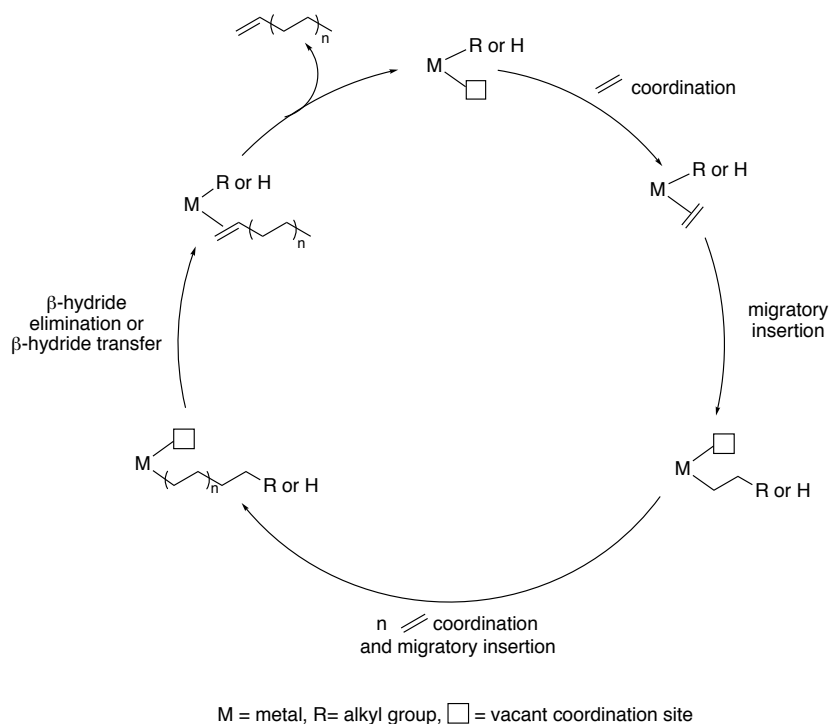 n
R or H
M
coordination
R or H
M
migratory
insertion
M
R or H
n
coordination
and migratory insertion
M
n
R or H
β-hydride
elimination or
β-hydride transfer
R or H
M
n
M = metal, R= alkyl group, = vacant coordination site